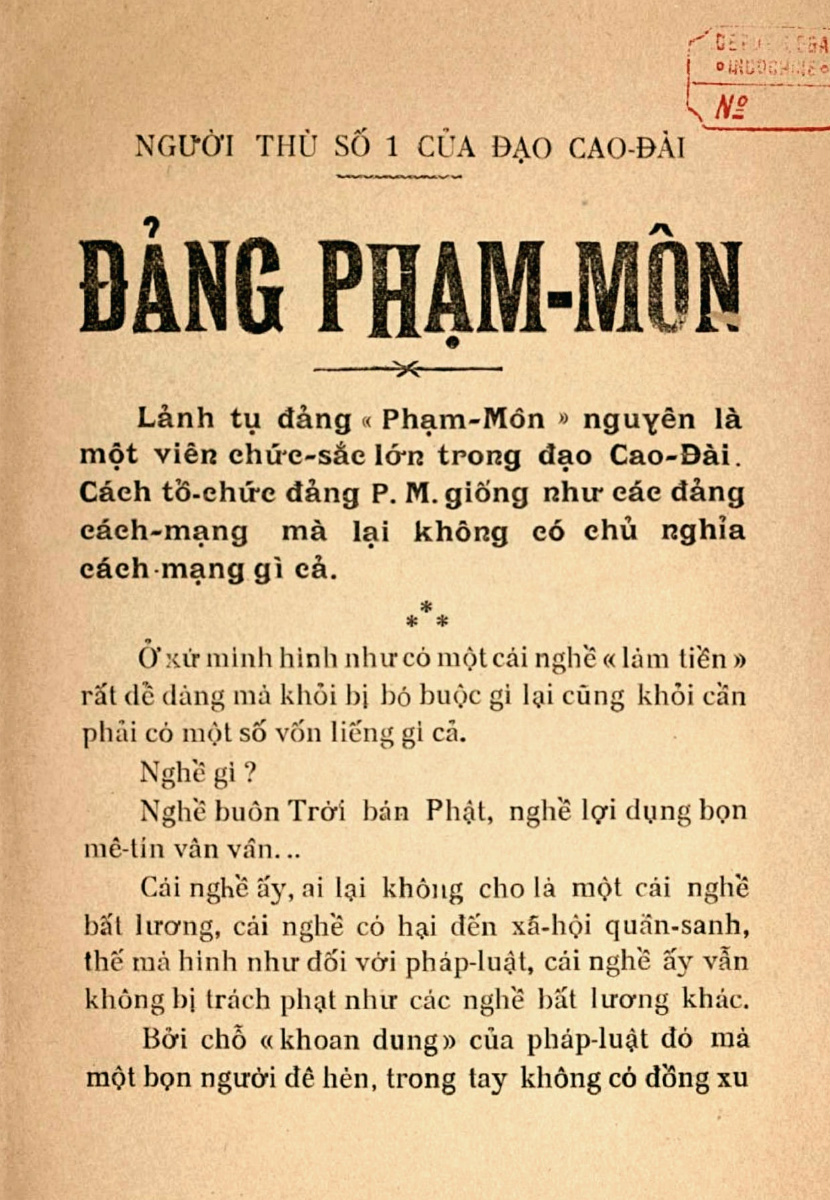 INDOCHINE
Nº
NGƯỜI THÙ SỐ 1 CỦA ĐẠO CAO-ĐÀI
ĐẢNG PHẠM-MÔN
Lảnh tụ đảng « Phạm-Môn » nguyên là
một viên chức-sắc lớn trong đạo Cao-Đài.
Cách tổ-chức đảng P. M. giống như các đảng
cách-mạng mà lại không có chủ nghỉa
cách-mạng gì cả.
* * *
Ở xứ mình hình như có một cái nghề « làm tiền »
rất dể dàng mà khỏi bị bó buộc gì lại cũng khỏi cần
phải có một số vốn liếng gì cả.
Nghề gì ?
Nghề buôn Trời bán Phật, nghề lợi dụng bọn
mê-tín vân vân...
Cái nghề ấy, ai lại không cho là một cái nghề
bất lương, cái nghề có hại đến xã-hội quần-sanh,
thế mà hình như đối với pháp-luật, cái nghề ấy vẫn
không bị trách phạt như các nghề bất lương khác.
Bởi chỗ «khoan dung» của pháp-luật đó mà
một bọn người đê hèn, trong tay không có đồng xu